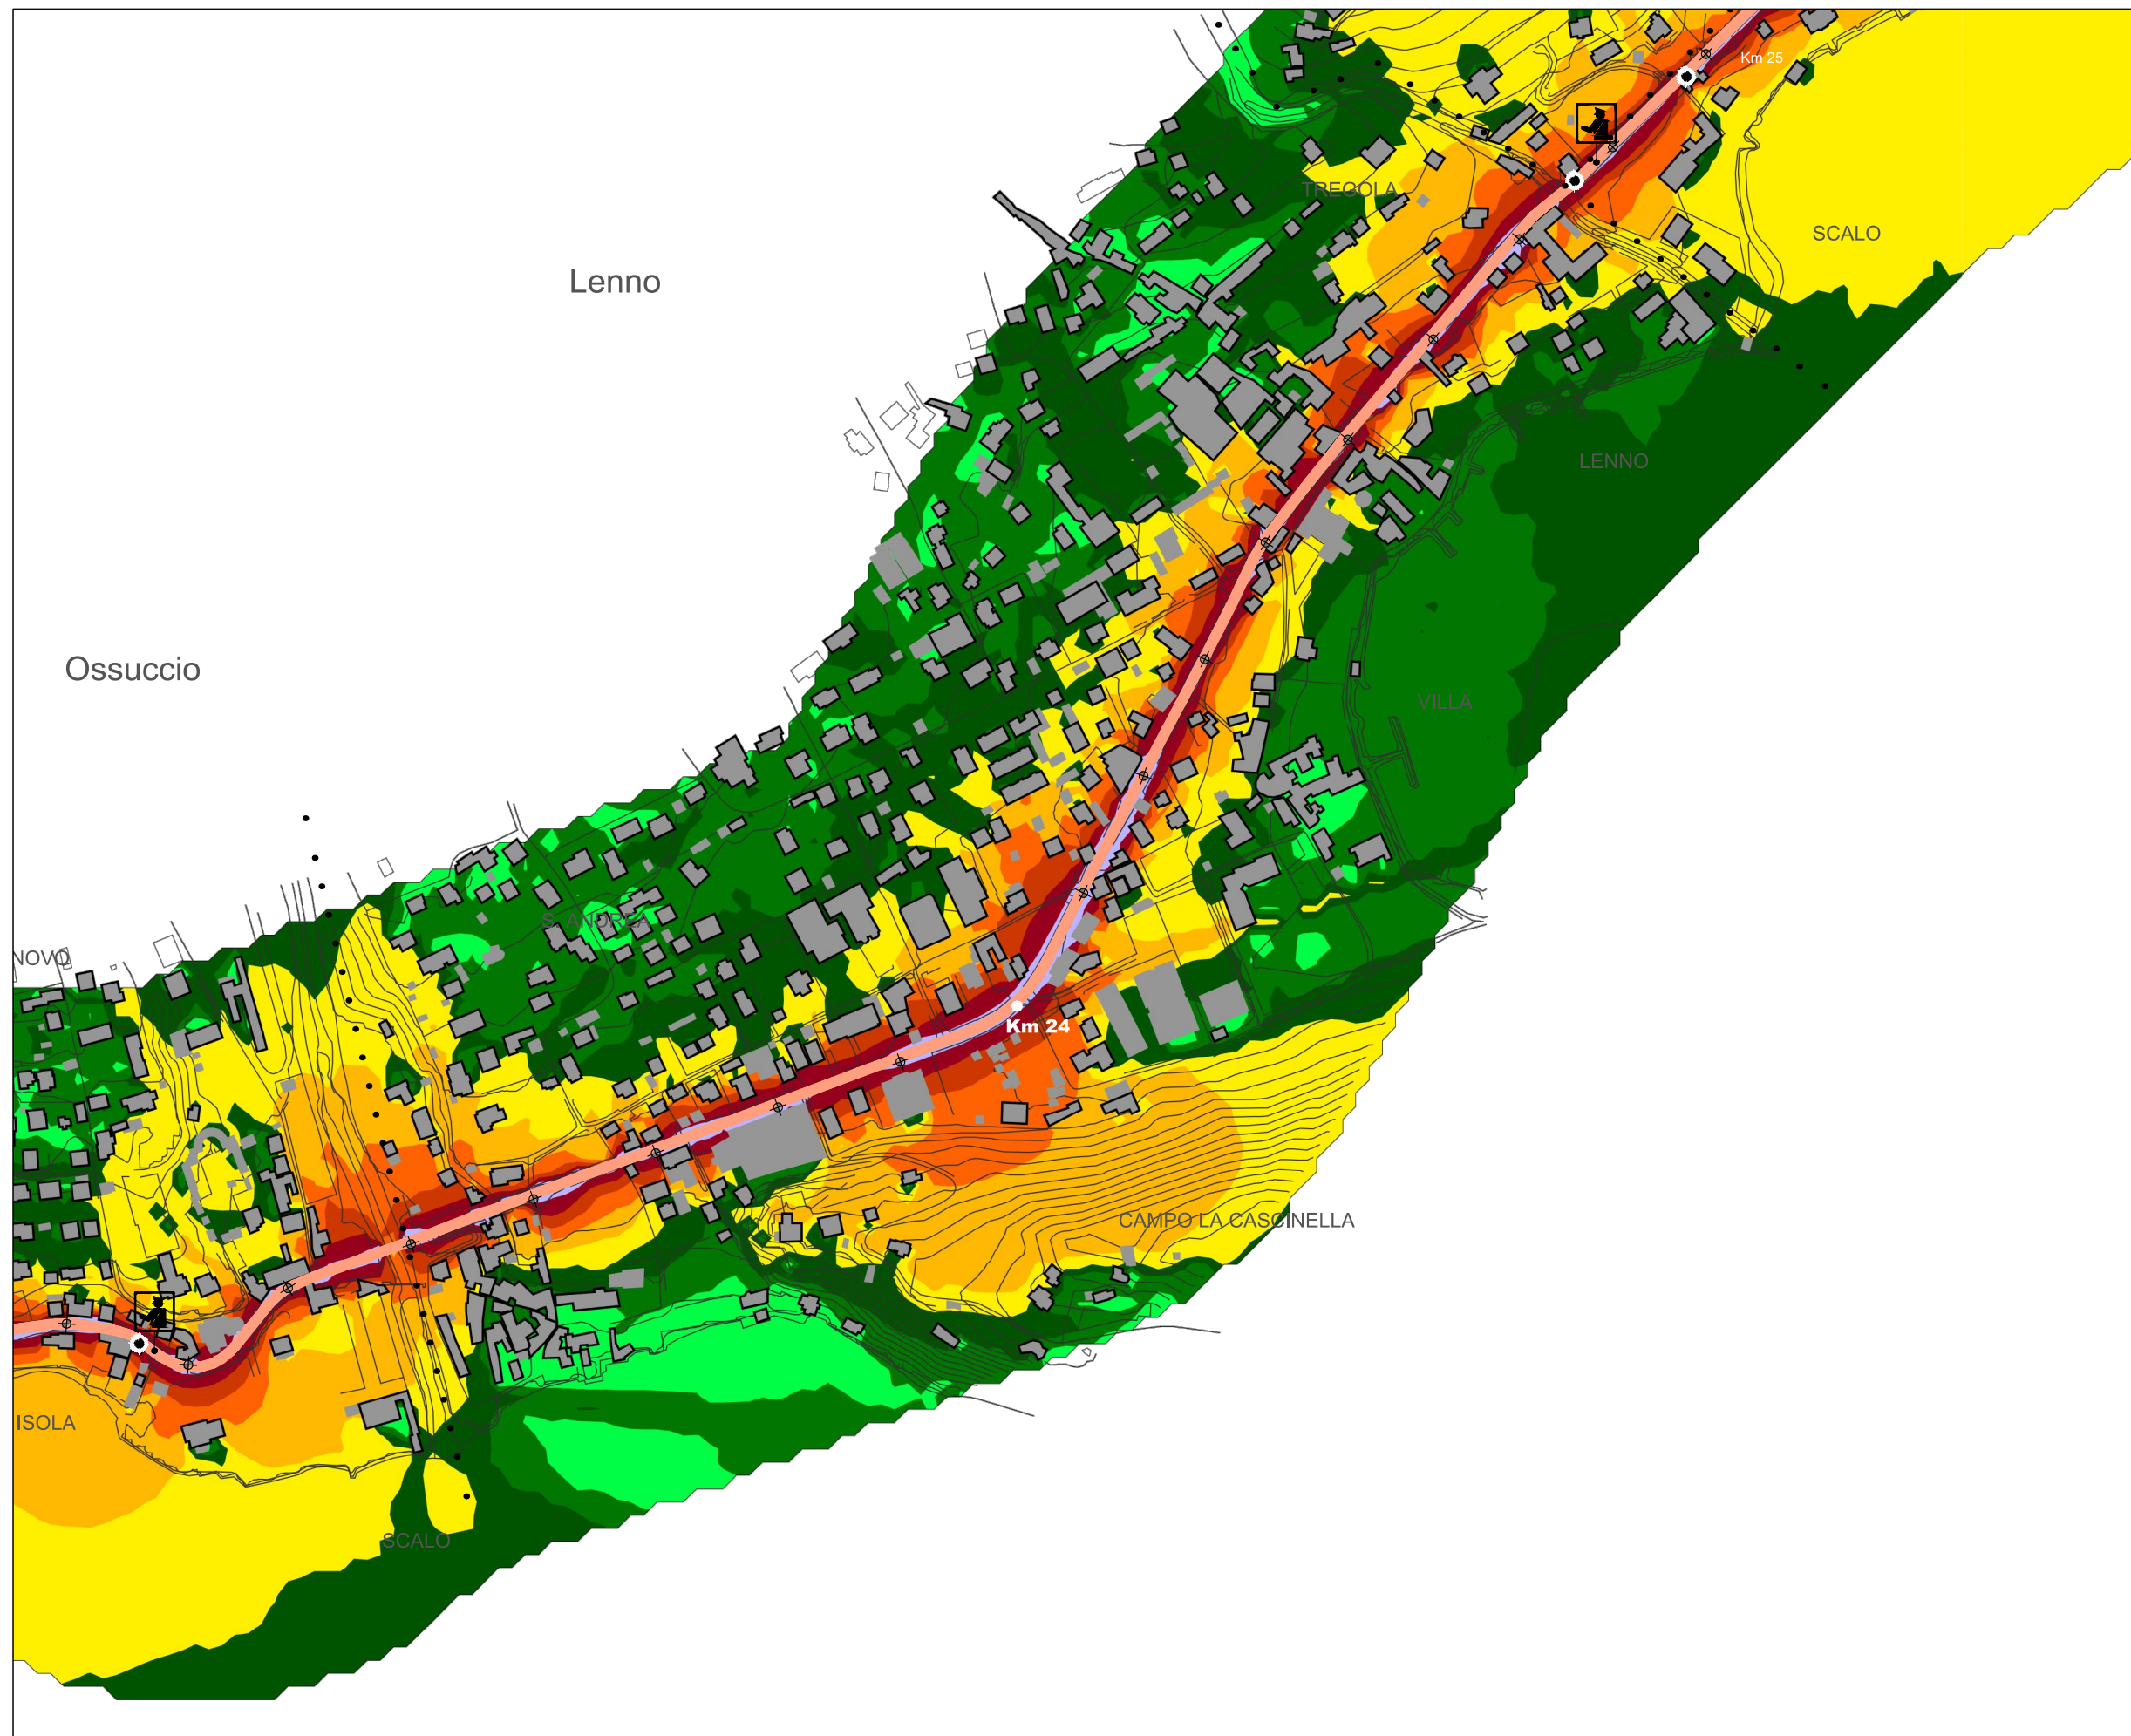 Km 25
TREGOLA
SCALO
Lenno
LENNO
Ossuccio
VILLA
S. ANDREA
NOVO
Km 24
CAMPO LA CASCINELLA
ISOLA
SCALO